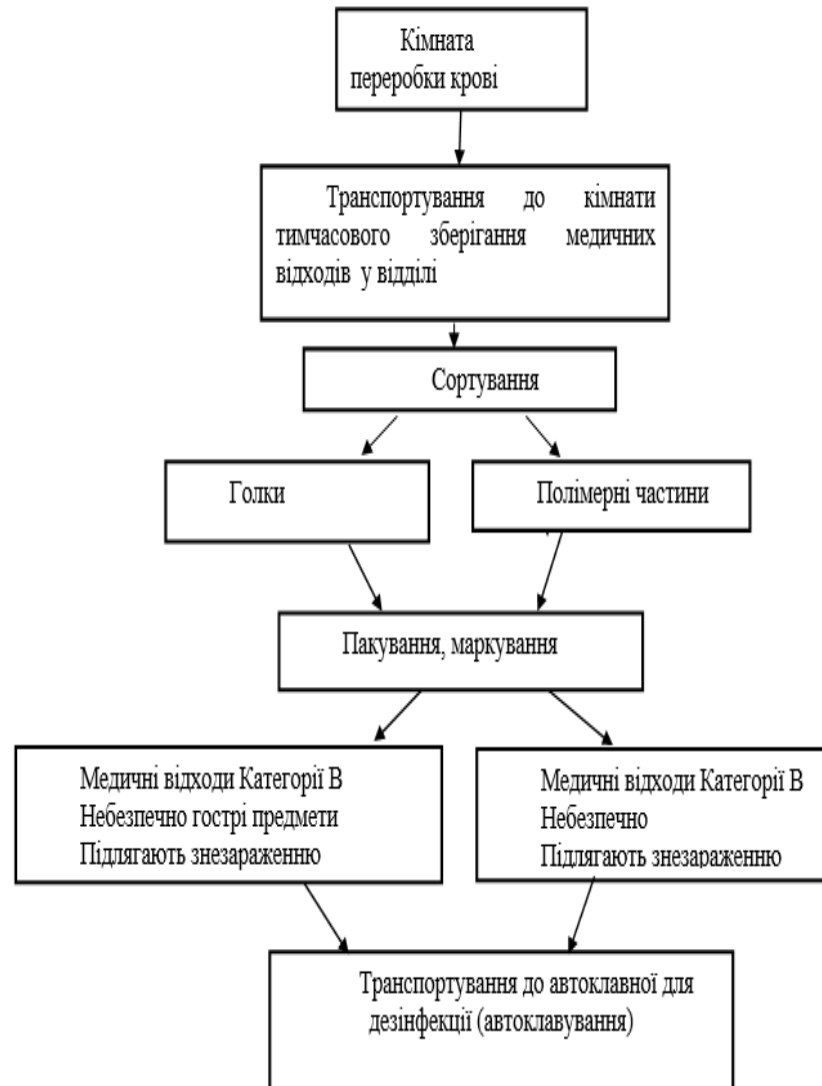 Кімната
переробки крові
Транспортування до кімнати
тимчасового зберігання медичних
відходів у відділі
Сортування
Голки
Полімерні частини
Пакування, маркування
Медичні відходи Категорії В
Небезпечно гострі предмети
Підлягають знезараженню
Медичні відходи Категорії В
Небезпечно
Підлягають знезараженню
Транспортування до автоклавної для
дезінфекції (автоклавування)